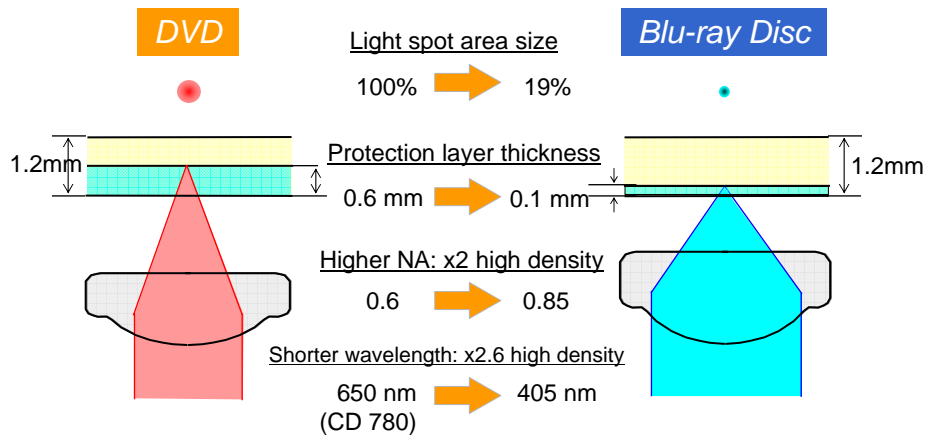 DVD
Blu-ray Disc
Light spot area size
100%
19%
1.2mm
1.2mm
Protection layer thickness
0.6 mm
0.1 mm
Higher NA: x2 high density
0.6
0.85
Shorter wavelength: x2.6 high density
650 nm
405 nm
(CD 780)